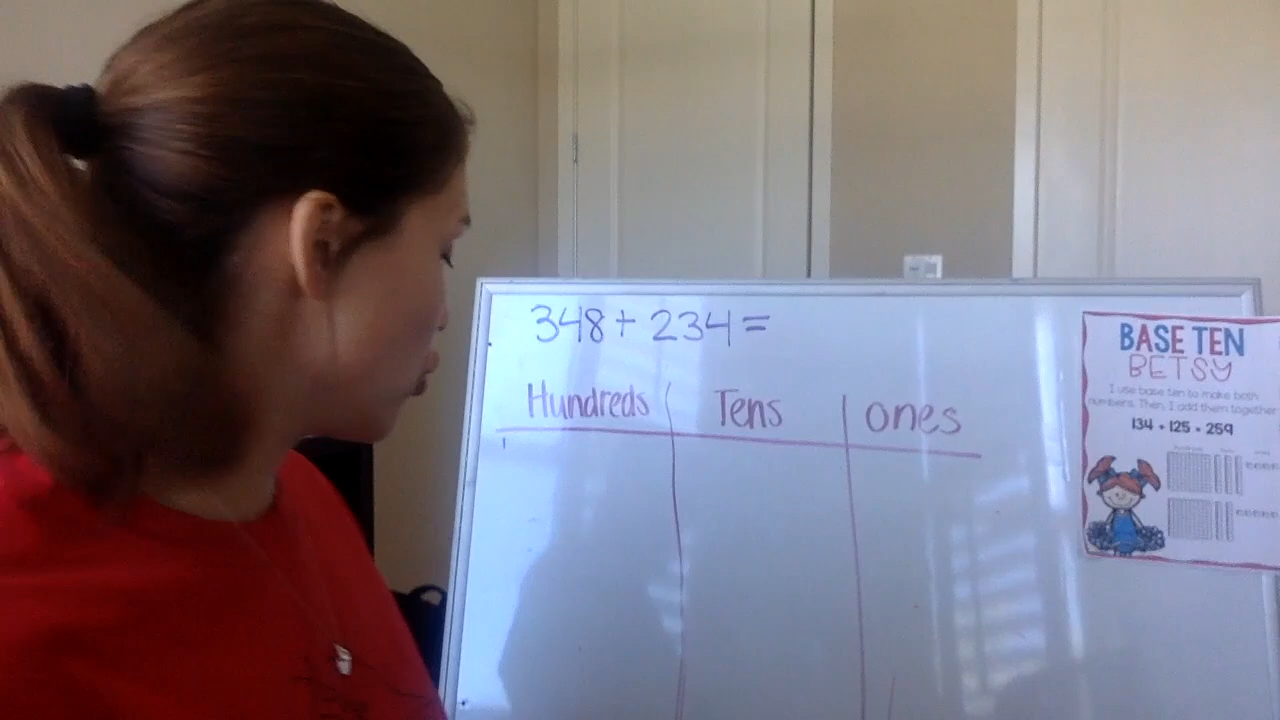 348 + 234 =
Hundreds Tens ones
BASE TEN
BETSY
I use base ten to make both
numbers. Then, I add them together
134 + 125 = 259